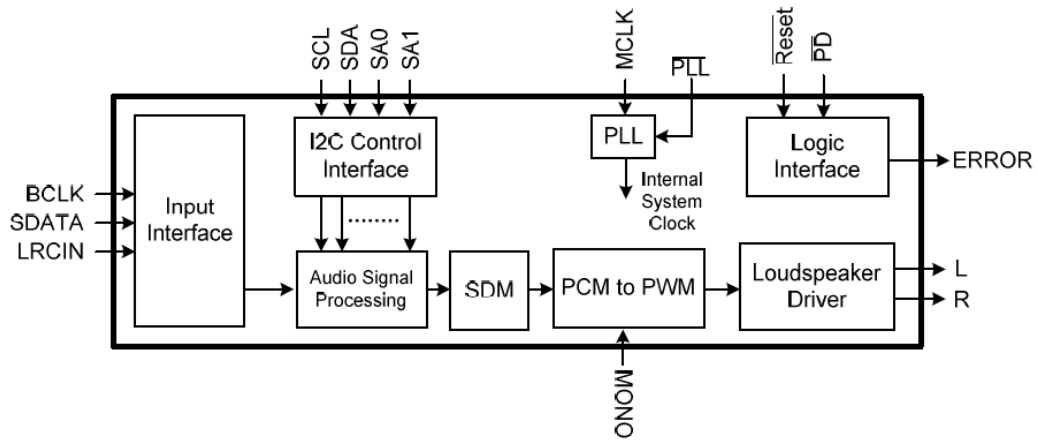 SCL
SDA
SA0
SA1
MCLK
PLL
Reset
PD
I2C Control
Interface
PLL
Logic
Interface
ERROR
BCLK
SDATA
LRCIN
Input
Interface
........
Internal
System
Clock
Audio Signal
Processing
SDM
PCM to PWM
Loudspeaker
Driver
L
R
MONO